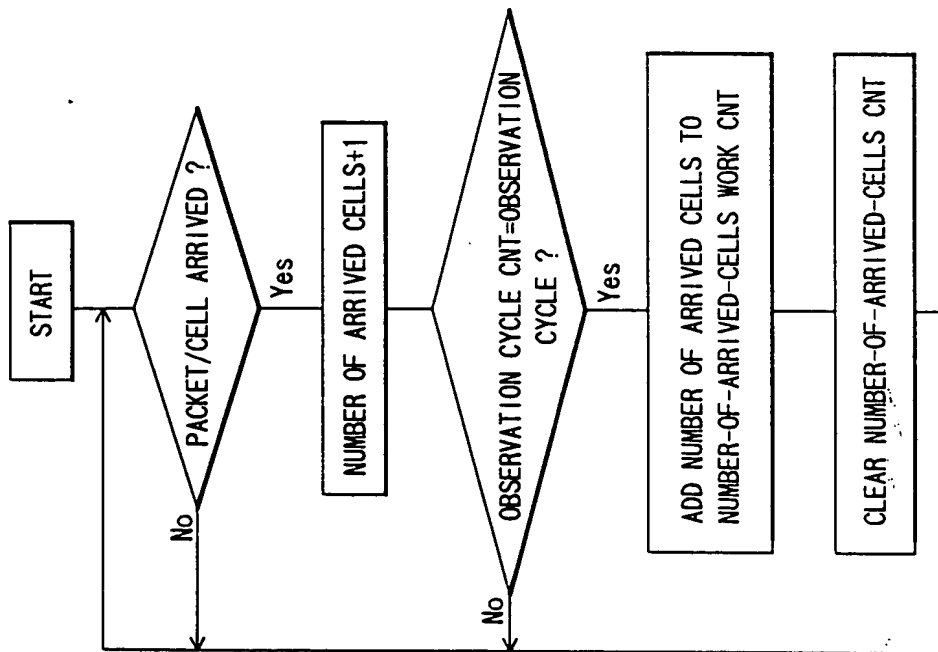 START
PACKET/CELL ARRIVED ?
No
Yes
NUMBER OF ARRIVED CELLS+1
OBSERVATION CYCLE CNT=OBSERVATION
CYCLE ?
No
Yes
ADD NUMBER OF ARRIVED CELLS TO
NUMBER-OF-ARRIVED-CELLS WORK CNT
CLEAR NUMBER-OF-ARRIVED-CELLS CNT